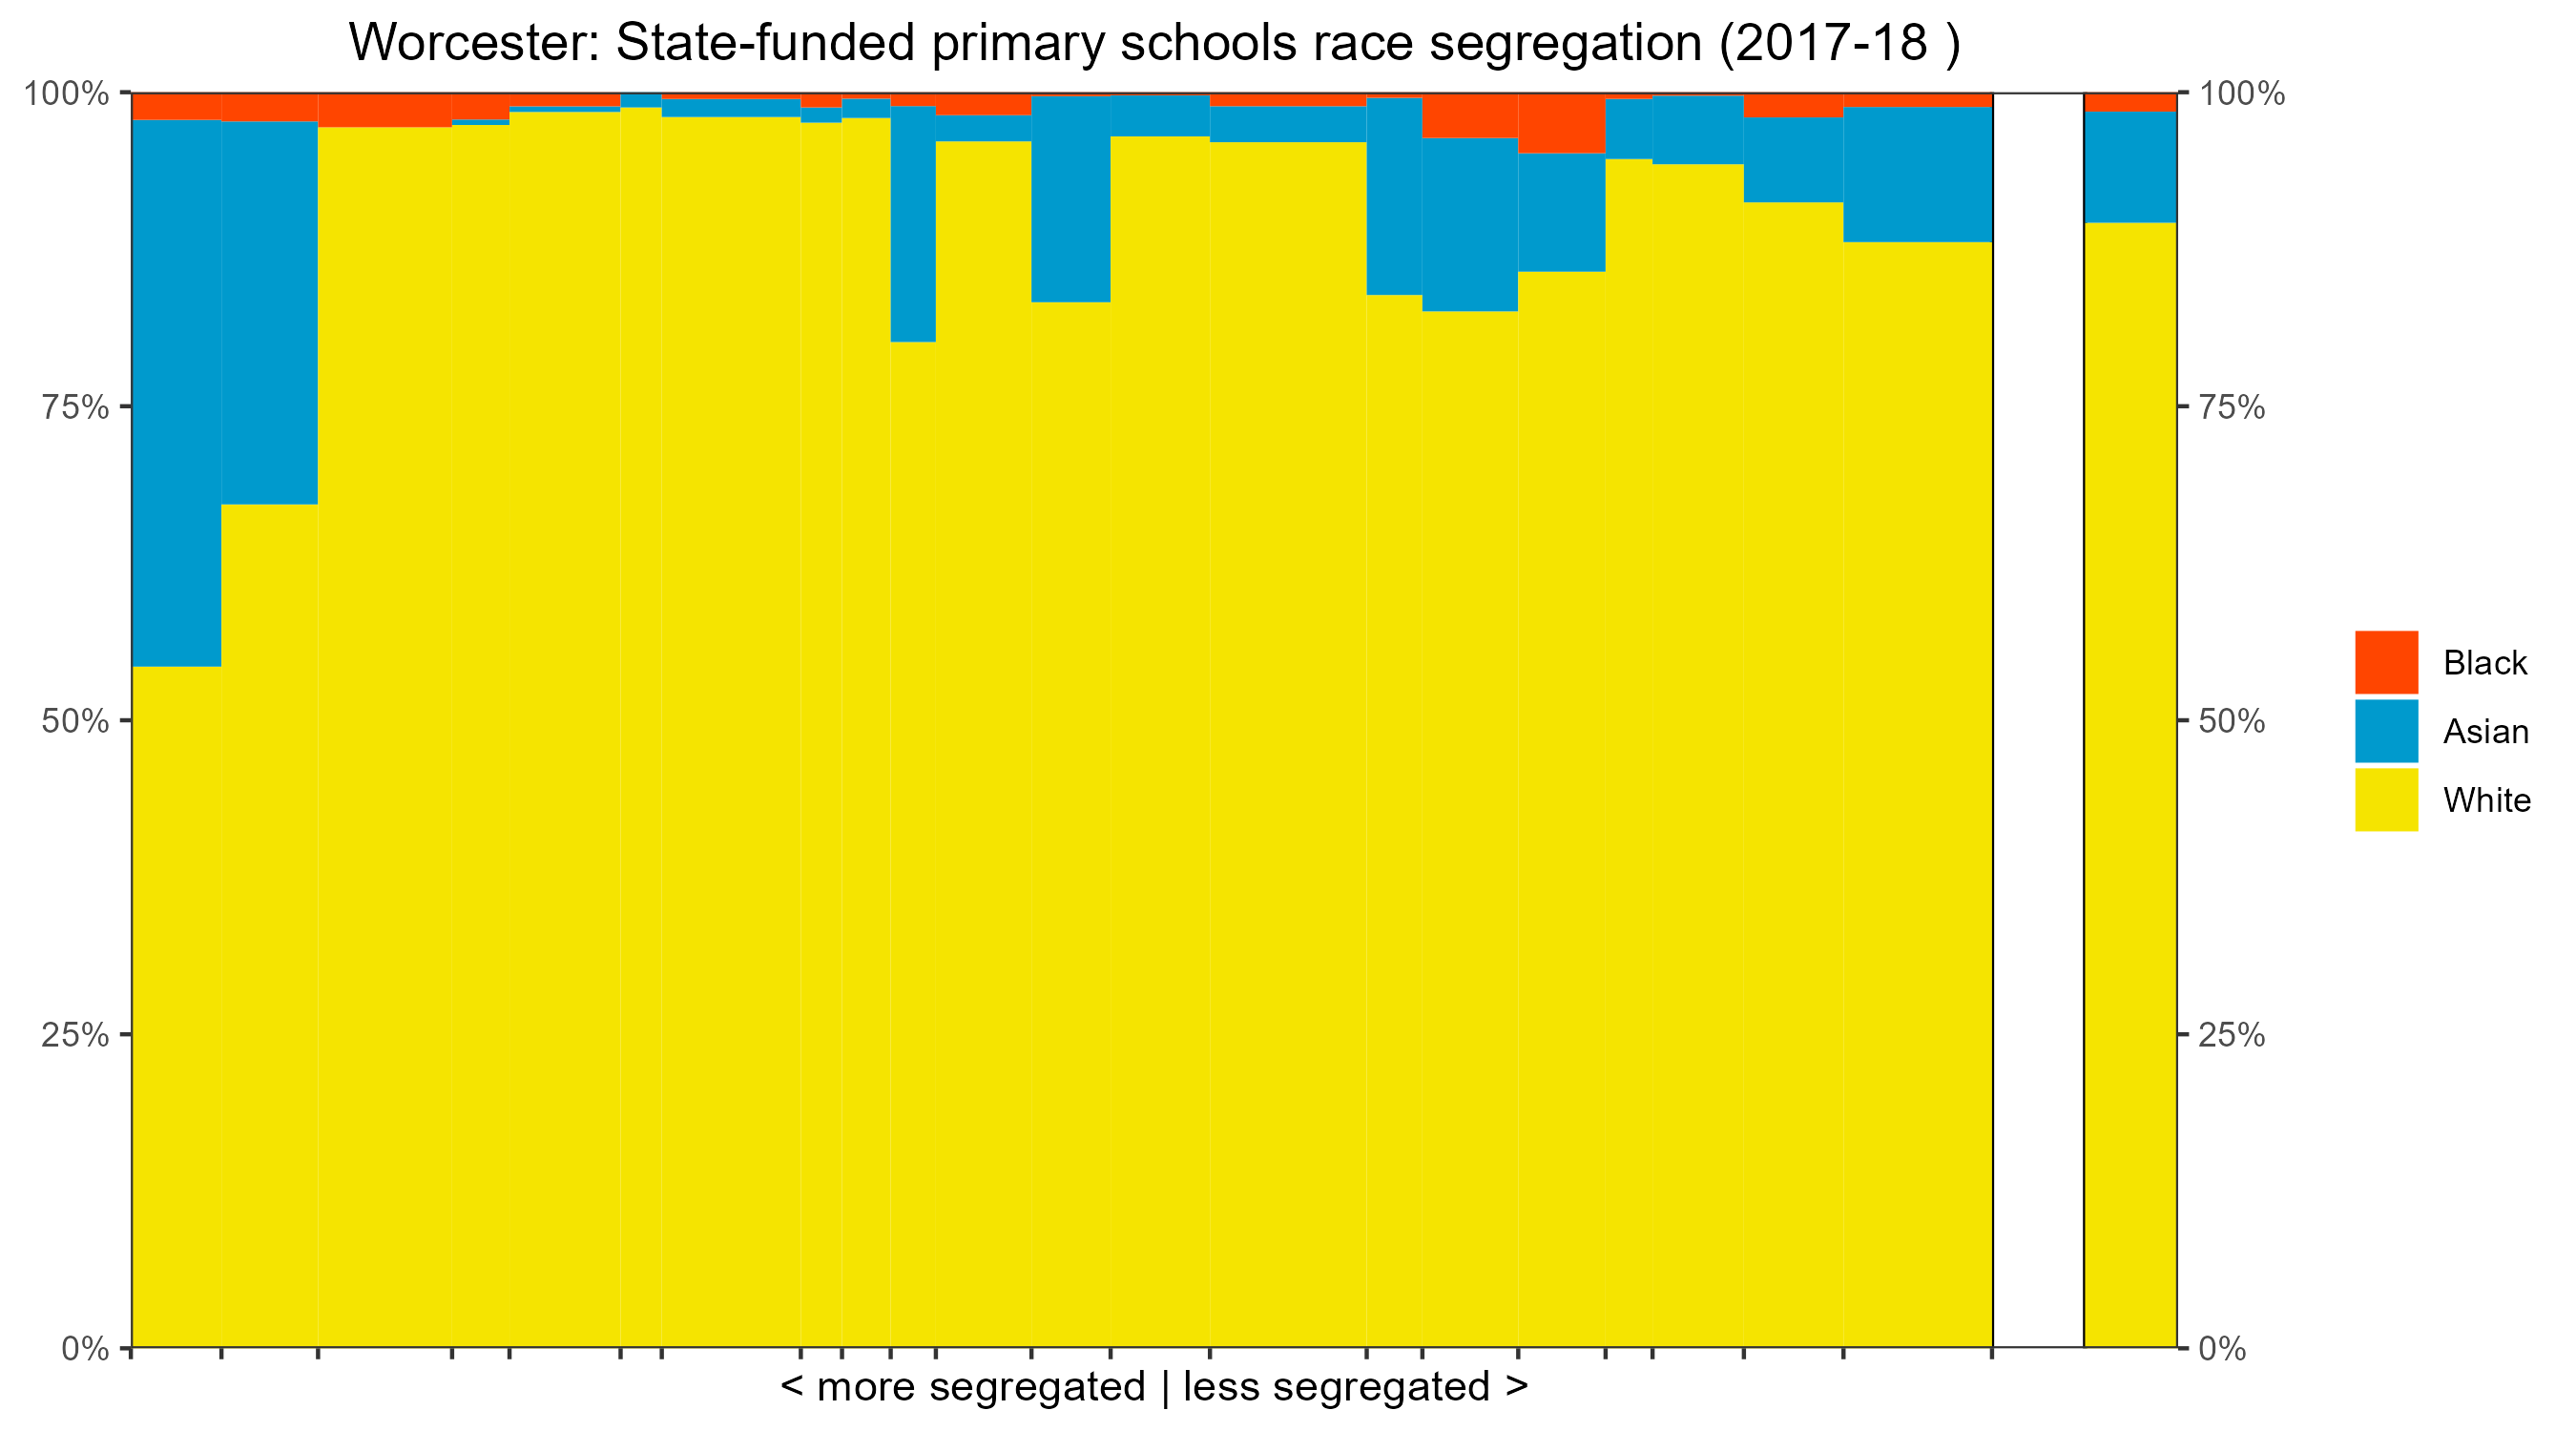 Worcester: State-funded primary schools race segregation (2017-18 )
100%
75%
50%
25%
0%
100%
75%
50%
25%
0%
Black
Asian
White
< more segregated | less segregated >